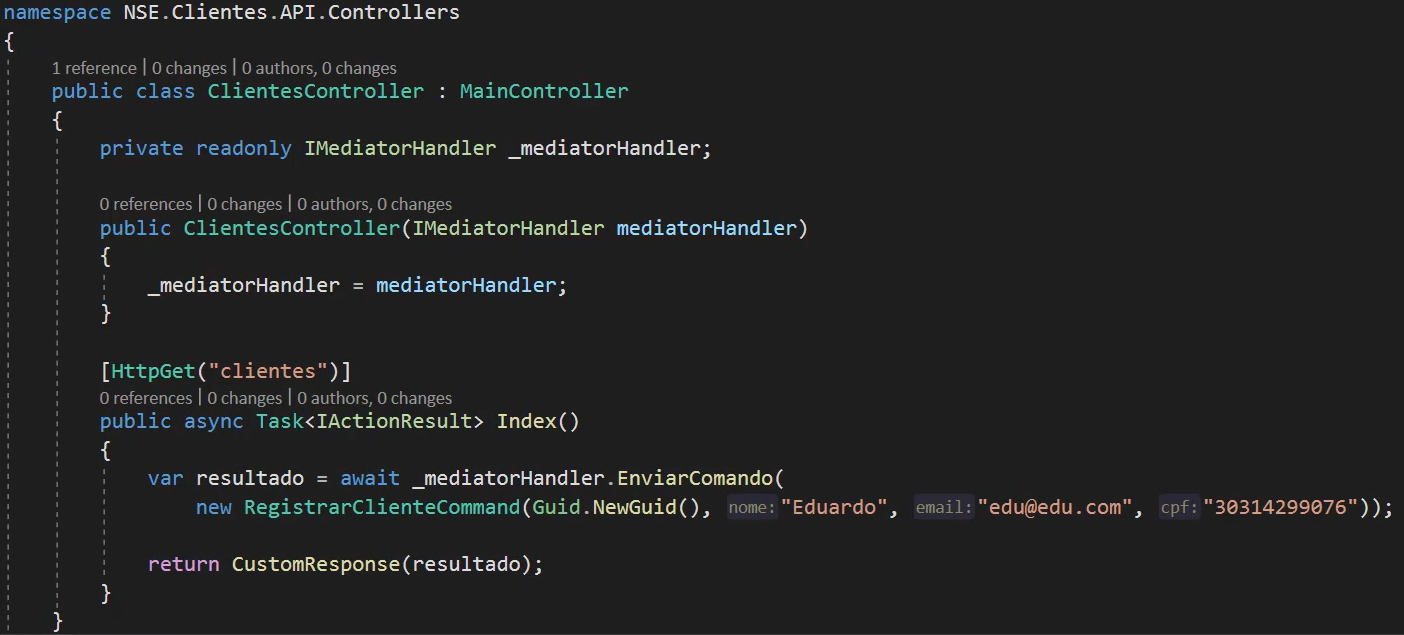 namespace NSE.Clientes.API.Controllers
{
1 reference | 0 changes | 0 authors, 0 changes
public class ClientesController : MainController
{
private readonly IMediatorHandler _mediatorHandler;
0 references | 0 changes | 0 authors, 0 changes
public ClientesController(IMediatorHandler mediatorHandler)
{
_mediatorHandler = mediatorHandler;
}
[HttpGet("clientes")]
0 references | 0 changes | 0 authors, 0 changes
public async Task<IActionResult> Index()
{
var resultado = await _mediatorHandler.EnviarComando(
new RegistrarClienteCommand(Guid.NewGuid(), nome: "Eduardo", email: "edu@edu.com", cpf: "30314299076"));
return CustomResponse(resultado);
}
}